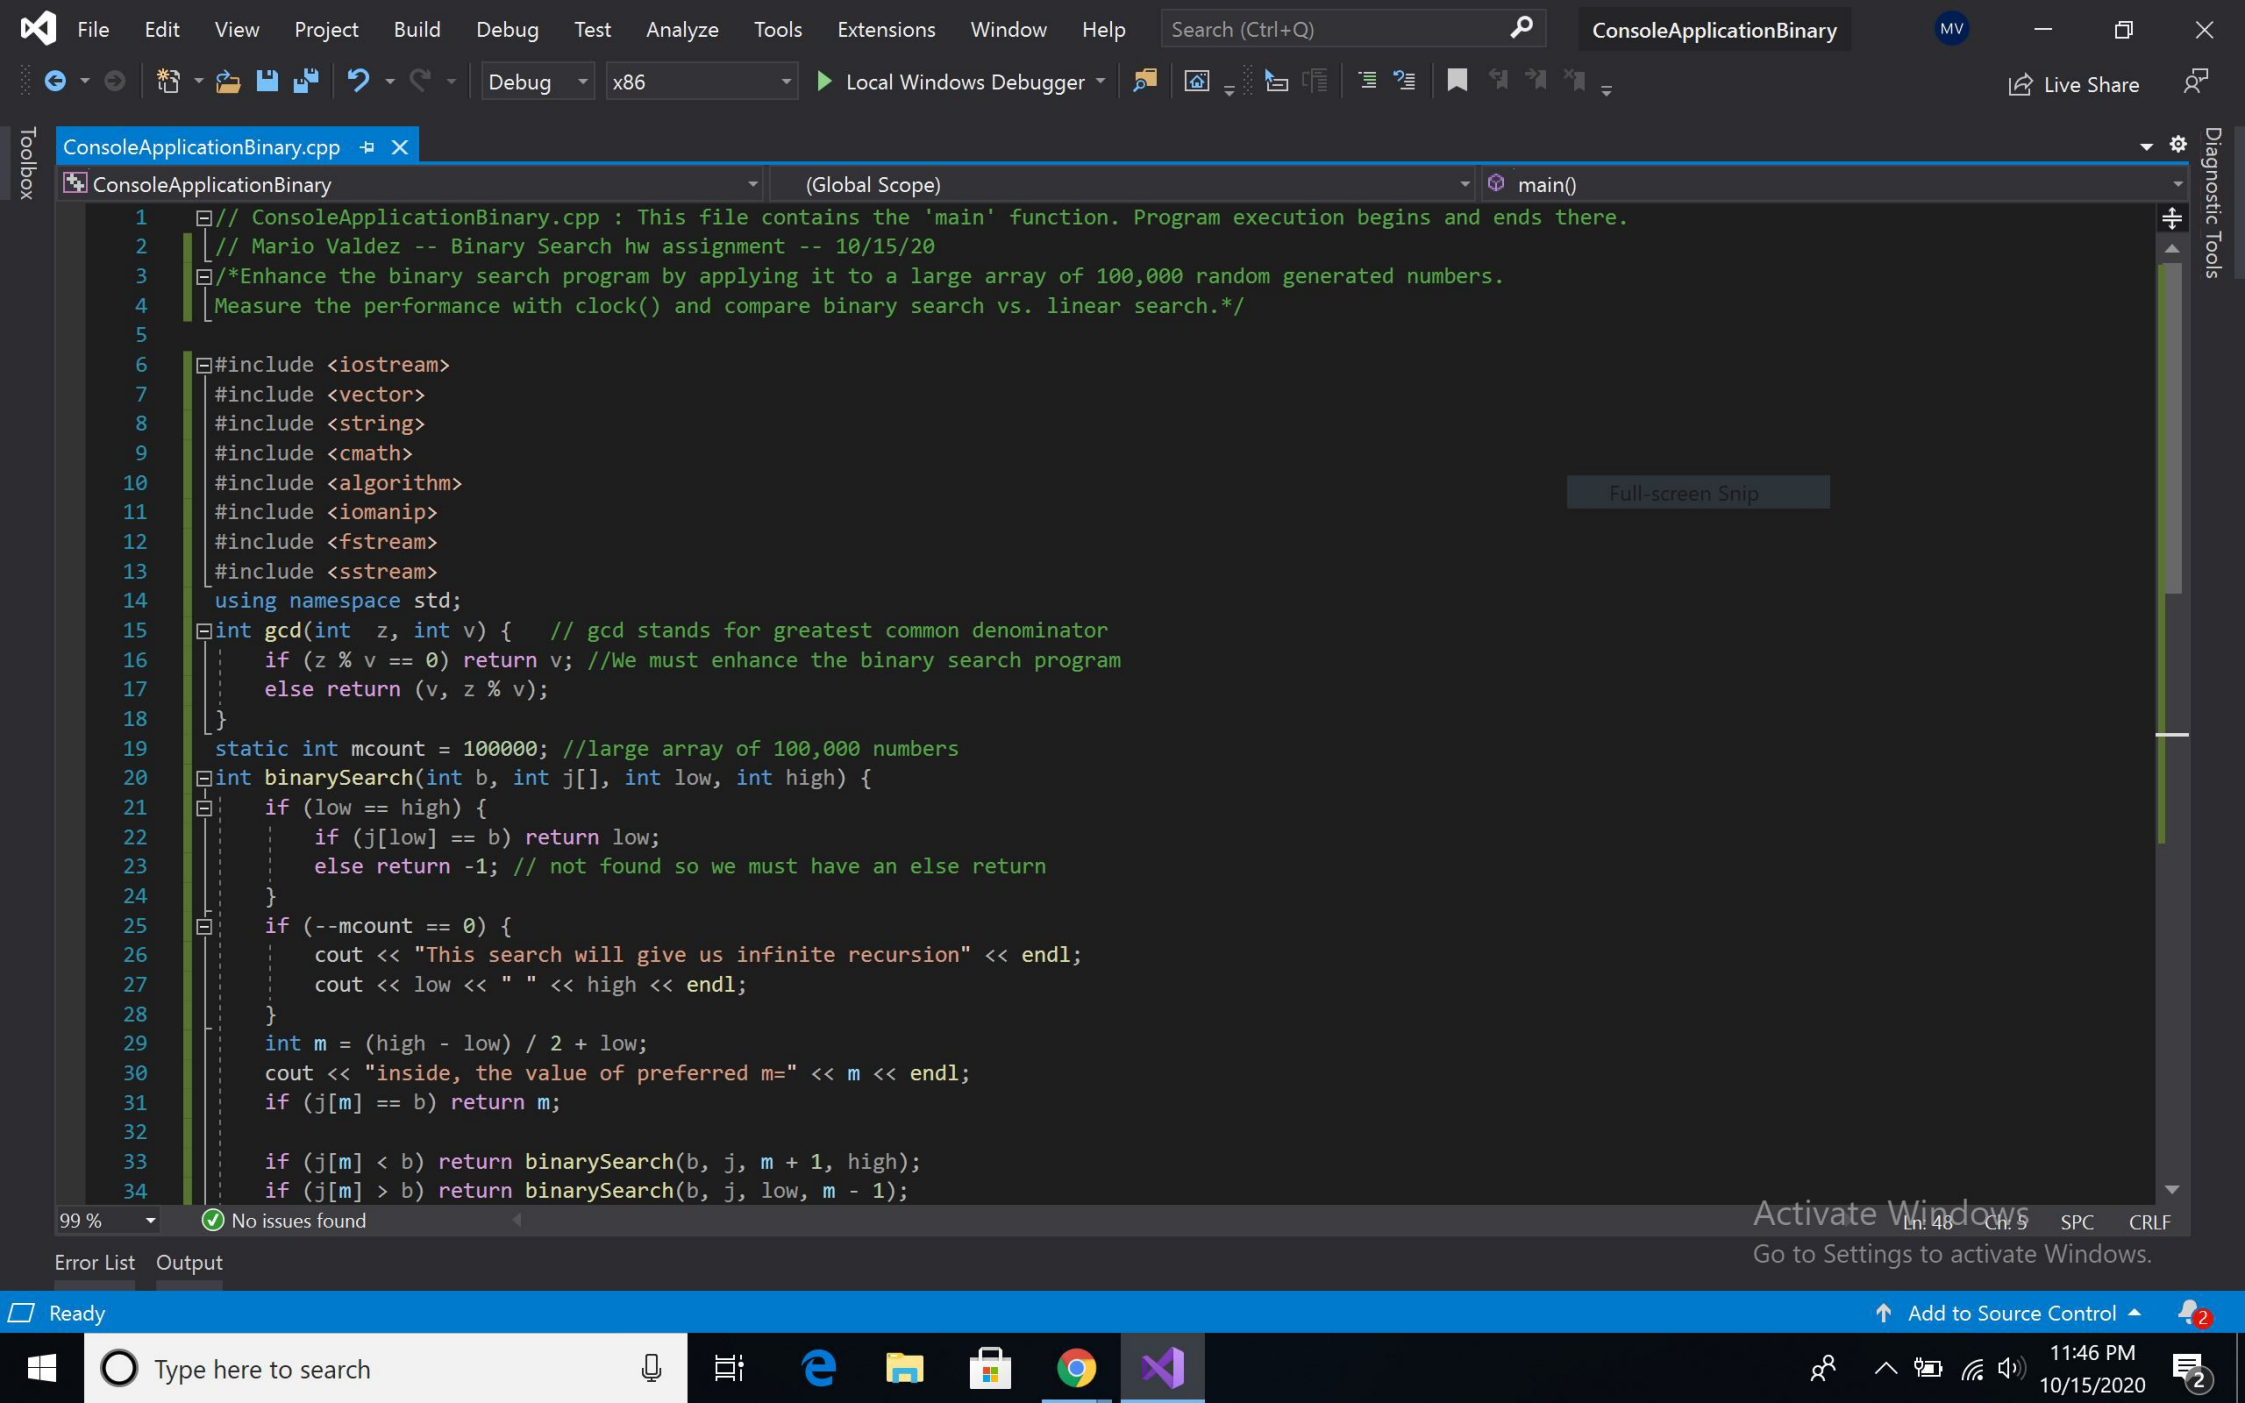 File Edit View Project Build Debug Test Analyze Tools Extensions Window Help Search (Ctrl+Q) ConsoleApplicationBinary MV
Debug x86 Local Windows Debugger Live Share
Toolbox
ConsoleApplicationBinary.cpp
Diagnostic Tools
ConsoleApplicationBinary (Global Scope) main()
1 // ConsoleApplicationBinary.cpp : This file contains the 'main' function. Program execution begins and ends there.
2 // Mario Valdez -- Binary Search hw assignment -- 10/15/20
3 /*Enhance the binary search program by applying it to a large array of 100,000 random generated numbers.
4 Measure the performance with clock() and compare binary search vs. linear search.*/
5
6 #include <iostream>
7 #include <vector>
8 #include <string>
9 #include <cmath>
10 #include <algorithm>
Full-screen Snip
11 #include <iomanip>
12 #include <fstream>
13 #include <sstream>
14 using namespace std;
15 int gcd(int  z, int v) {   // gcd stands for greatest common denominator
16     if (z % v == 0) return v; //We must enhance the binary search program
17     else return (v, z % v);
18 }
19 static int mcount = 100000; //large array of 100,000 numbers
20 int binarySearch(int b, int j[], int low, int high) {
21     if (low == high) {
22         if (j[low] == b) return low;
23         else return -1; // not found so we must have an else return
24     }
25     if (--mcount == 0) {
26         cout << "This search will give us infinite recursion" << endl;
27         cout << low << " " << high << endl;
28     }
29     int m = (high - low) / 2 + low;
30     cout << "inside, the value of preferred m=" << m << endl;
31     if (j[m] == b) return m;
32
33     if (j[m] < b) return binarySearch(b, j, m + 1, high);
34     if (j[m] > b) return binarySearch(b, j, low, m - 1);
99 % No issues found Ln: 48 Ch: 5 SPC CRLF
Activate Windows
Go to Settings to activate Windows.
Error List Output
Ready Add to Source Control 2
Type here to search 11:46 PM
10/15/2020 2